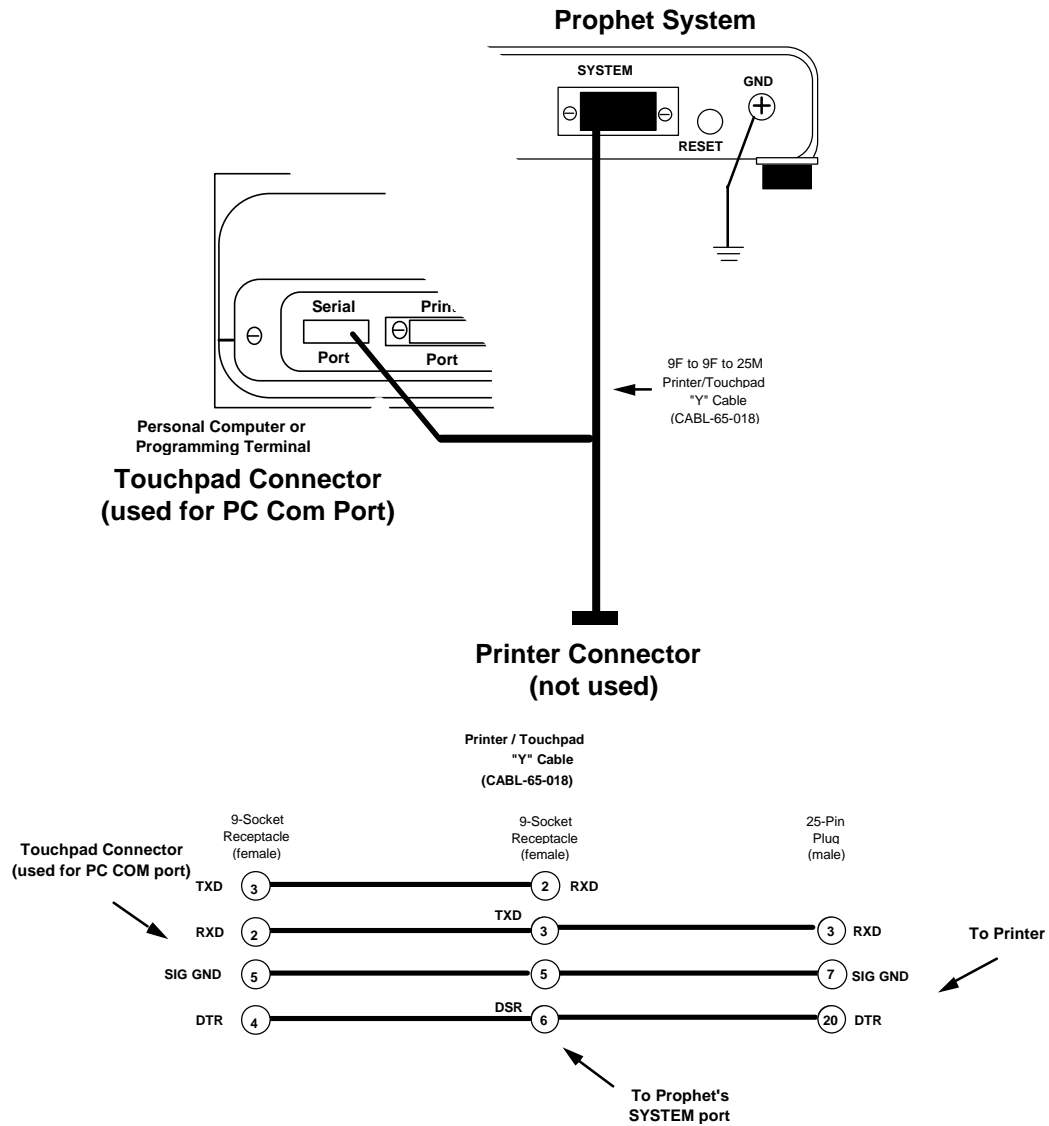 Prophet System
SYSTEM
GND
RESET
Serial
Port
Port
9F to 9F to 25M
Printer/Touchpad
"Y" Cable
(CABL-65-018)
Personal Computer or
Programming Terminal
Touchpad Connector
(used for PC Com Port)
Printer Connector
(not used)
Printer / Touchpad
"Y" Cable
(CABL-65-018)
9-Socket
Receptacle
(female)
9-Socket
Receptacle
(female)
25-Pin
Plug
(male)
Touchpad Connector
(used for PC COM port)
TXD 3 2 RXD
RXD 2 TXD 3 3 RXD
SIG GND 5 5 7 SIG GND
DTR 4 DSR 6 20 DTR
To Printer
To Prophet's
SYSTEM port